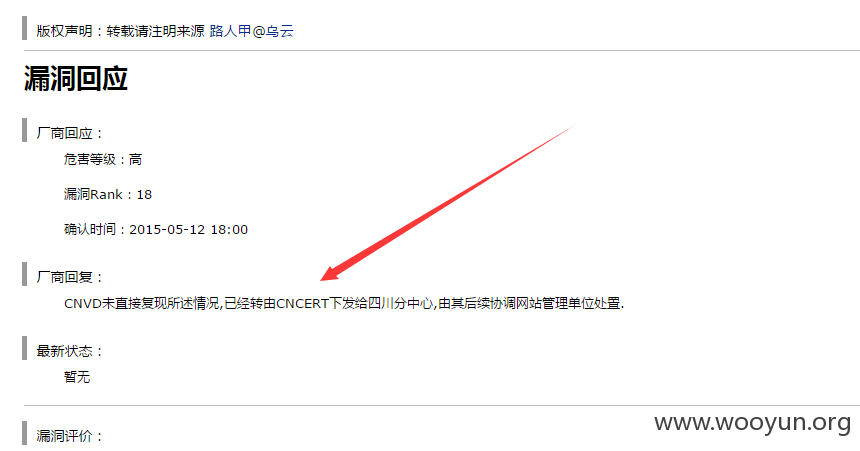 版权声明：转载请注明来源 路人甲@乌云
漏洞回应
厂商回应：
危害等级：高
漏洞Rank：18
确认时间：2015-05-12 18:00
厂商回复：
CNVD未直接复现所述情况,已经转由CNCERT下发给四川分中心,由其后续协调网站管理单位处置.
最新状态：
暂无
www.wooyun.org
漏洞评价：